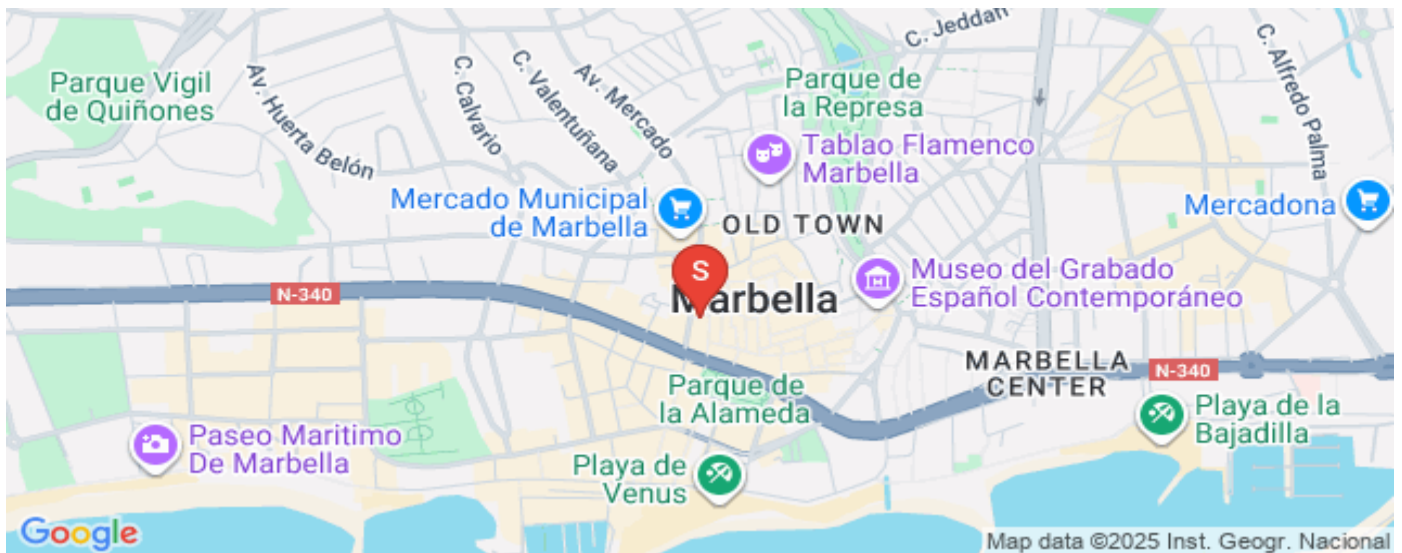 C. Jeddah
Parque Vigil
de Quiñones
Av. Huerta Belón
C. Calvario
C. Valentuñana
Av. Mercado
Parque de
la Represa
C. Alfredo Palma
Tablao Flamenco
Marbella
Mercado Municipal
de Marbella
OLD TOWN
Mercadona
S
Marbella
Museo del Grabado
Español Contemporáneo
N-340
MARBELLA
CENTER
N-340
Parque de
la Alameda
Playa de la
Bajadilla
Paseo Maritimo
De Marbella
Playa de
Venus
Google
Map data ©2025 Inst. Geogr. Nacional